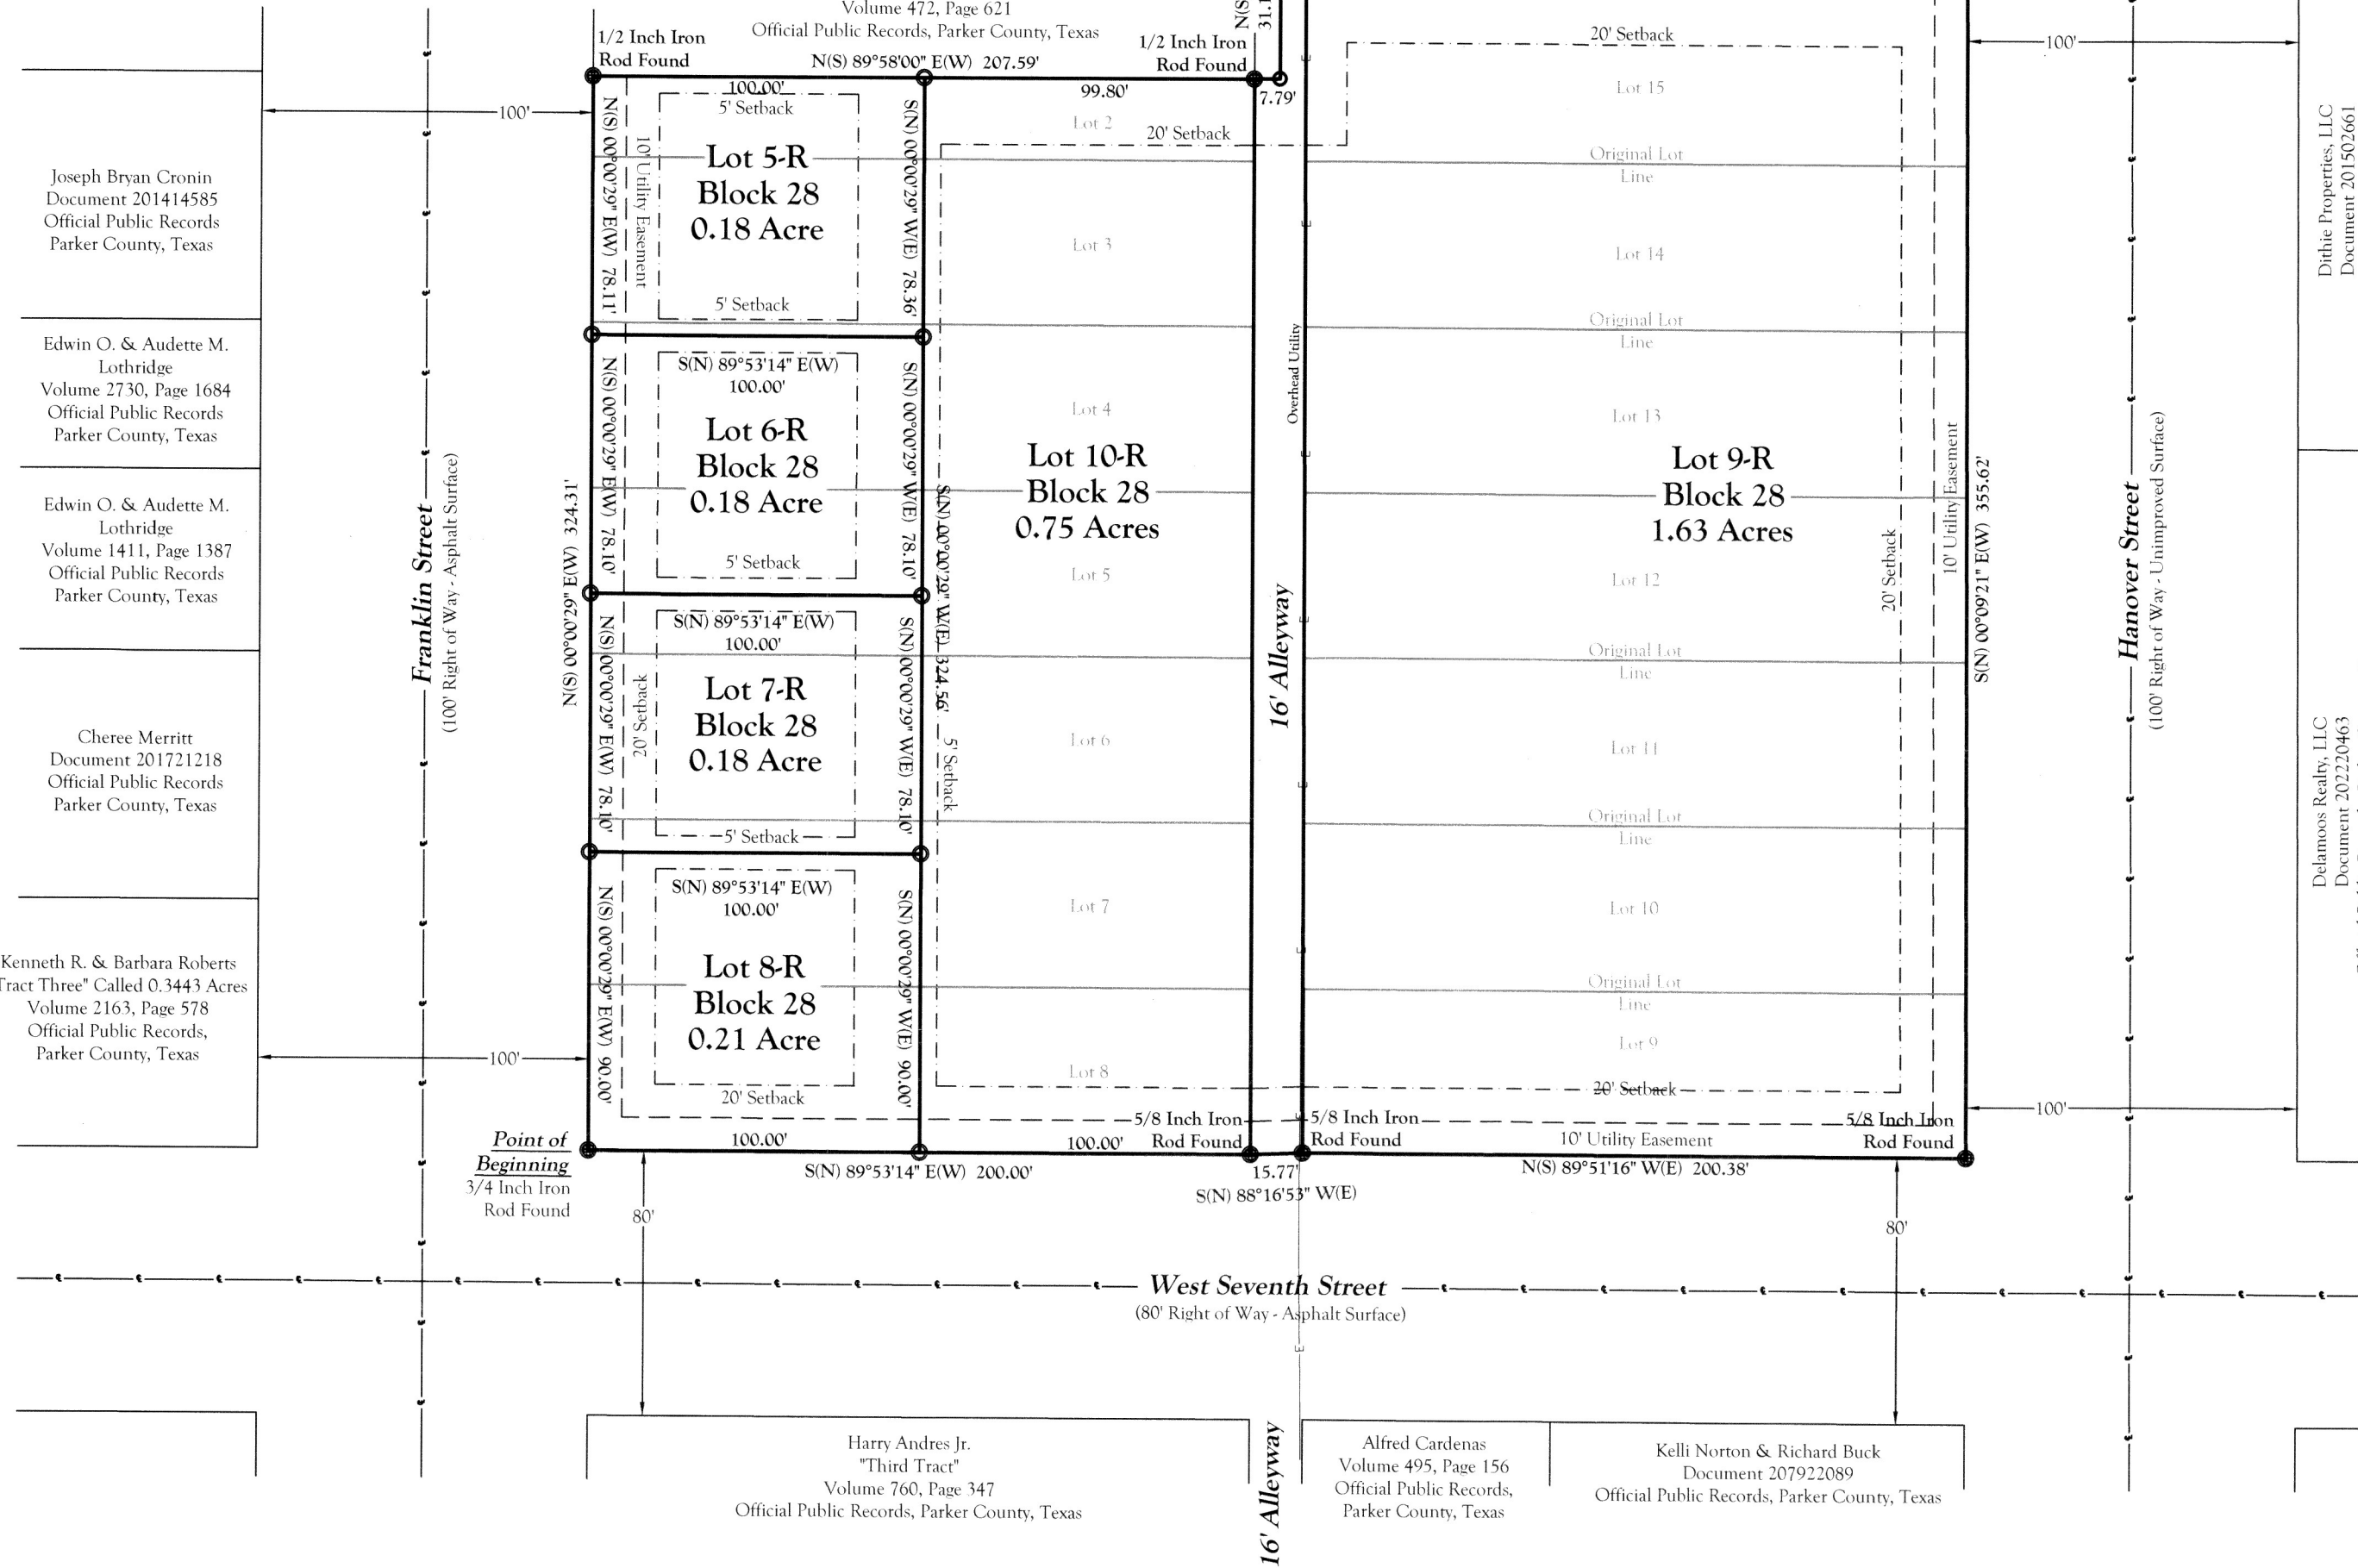 Volume 472, Page 621
Official Public Records, Parker County, Texas
1/2 Inch Iron
Rod Found
N(S) 89°58'00" E(W) 207.59'
1/2 Inch Iron
Rod Found
N(S)
100.00'
99.80'
7.79'
20' Setback
100'
100'
5' Setback
Lot 5-R
Block 28
0.18 Acre
5' Setback
N(S) 00°00'29" E(W) 78.11'
10' Utility Easement
S(N) 00°00'29" W(E) 78.36'
Lot 2
20' Setback
Lot 3
Lot 4
Lot 10-R
Block 28
0.75 Acres
Lot 5
Lot 6
Lot 7
Lot 8
Lot 15
Original Lot
Line
Lot 14
Original Lot
Line
Lot 13
Lot 9-R
Block 28
1.63 Acres
Lot 12
Original Lot
Line
Lot 11
Original Lot
Line
Lot 10
Original Lot
Line
Lot 9
20' Setback
20' Setback
10' Utility Easement
S(N) 00°09'21" E(W) 355.62'
Joseph Bryan Cronin
Document 201414585
Official Public Records
Parker County, Texas
Edwin O. & Audette M.
Lothridge
Volume 2730, Page 1684
Official Public Records
Parker County, Texas
Edwin O. & Audette M.
Lothridge
Volume 1411, Page 1387
Official Public Records
Parker County, Texas
Cheree Merritt
Document 201721218
Official Public Records
Parker County, Texas
Kenneth R. & Barbara Roberts
Tract Three" Called 0.3443 Acres
Volume 2163, Page 578
Official Public Records,
Parker County, Texas
Franklin Street
(100' Right of Way - Asphalt Surface)
N(S) 00°00'29" E(W) 324.31'
S(N) 89°53'14" E(W)
100.00'
Lot 6-R
Block 28
0.18 Acre
5' Setback
N(S) 00°00'29" E(W) 78.10'
S(N) 00°00'29" W(E) 78.10'
S(N) 00°00'29" W(E) 324.56'
S(N) 89°53'14" E(W)
100.00'
Lot 7-R
Block 28
0.18 Acre
5' Setback
N(S) 00°00'29" E(W) 78.10'
20' Setback
S(N) 00°00'29" W(E) 78.10'
5' Setback
S(N) 89°53'14" E(W)
100.00'
Lot 8-R
Block 28
0.21 Acre
20' Setback
N(S) 00°00'29" E(W) 90.00'
S(N) 00°00'29" W(E) 90.00'
Overhead Utility
16' Alleyway
Hanover Street
(100' Right of Way - Unimproved Surface)
Dithie Properties, LLC
Document 201502661
Delamoos Realty, LLC
Document 202220463
100'
100'
5/8 Inch Iron
Rod Found
5/8 Inch Iron
Rod Found
10' Utility Easement
5/8 Inch Iron
Rod Found
Point of
Beginning
3/4 Inch Iron
Rod Found
100.00'
100.00'
S(N) 89°53'14" E(W) 200.00'
15.77'
S(N) 88°16'53" W(E)
N(S) 89°51'16" W(E) 200.38'
80'
80'
West Seventh Street
(80' Right of Way - Asphalt Surface)
Harry Andres Jr.
"Third Tract"
Volume 760, Page 347
Official Public Records, Parker County, Texas
16' Alleyway
Alfred Cardenas
Volume 495, Page 156
Official Public Records,
Parker County, Texas
Kelli Norton & Richard Buck
Document 207922089
Official Public Records, Parker County, Texas